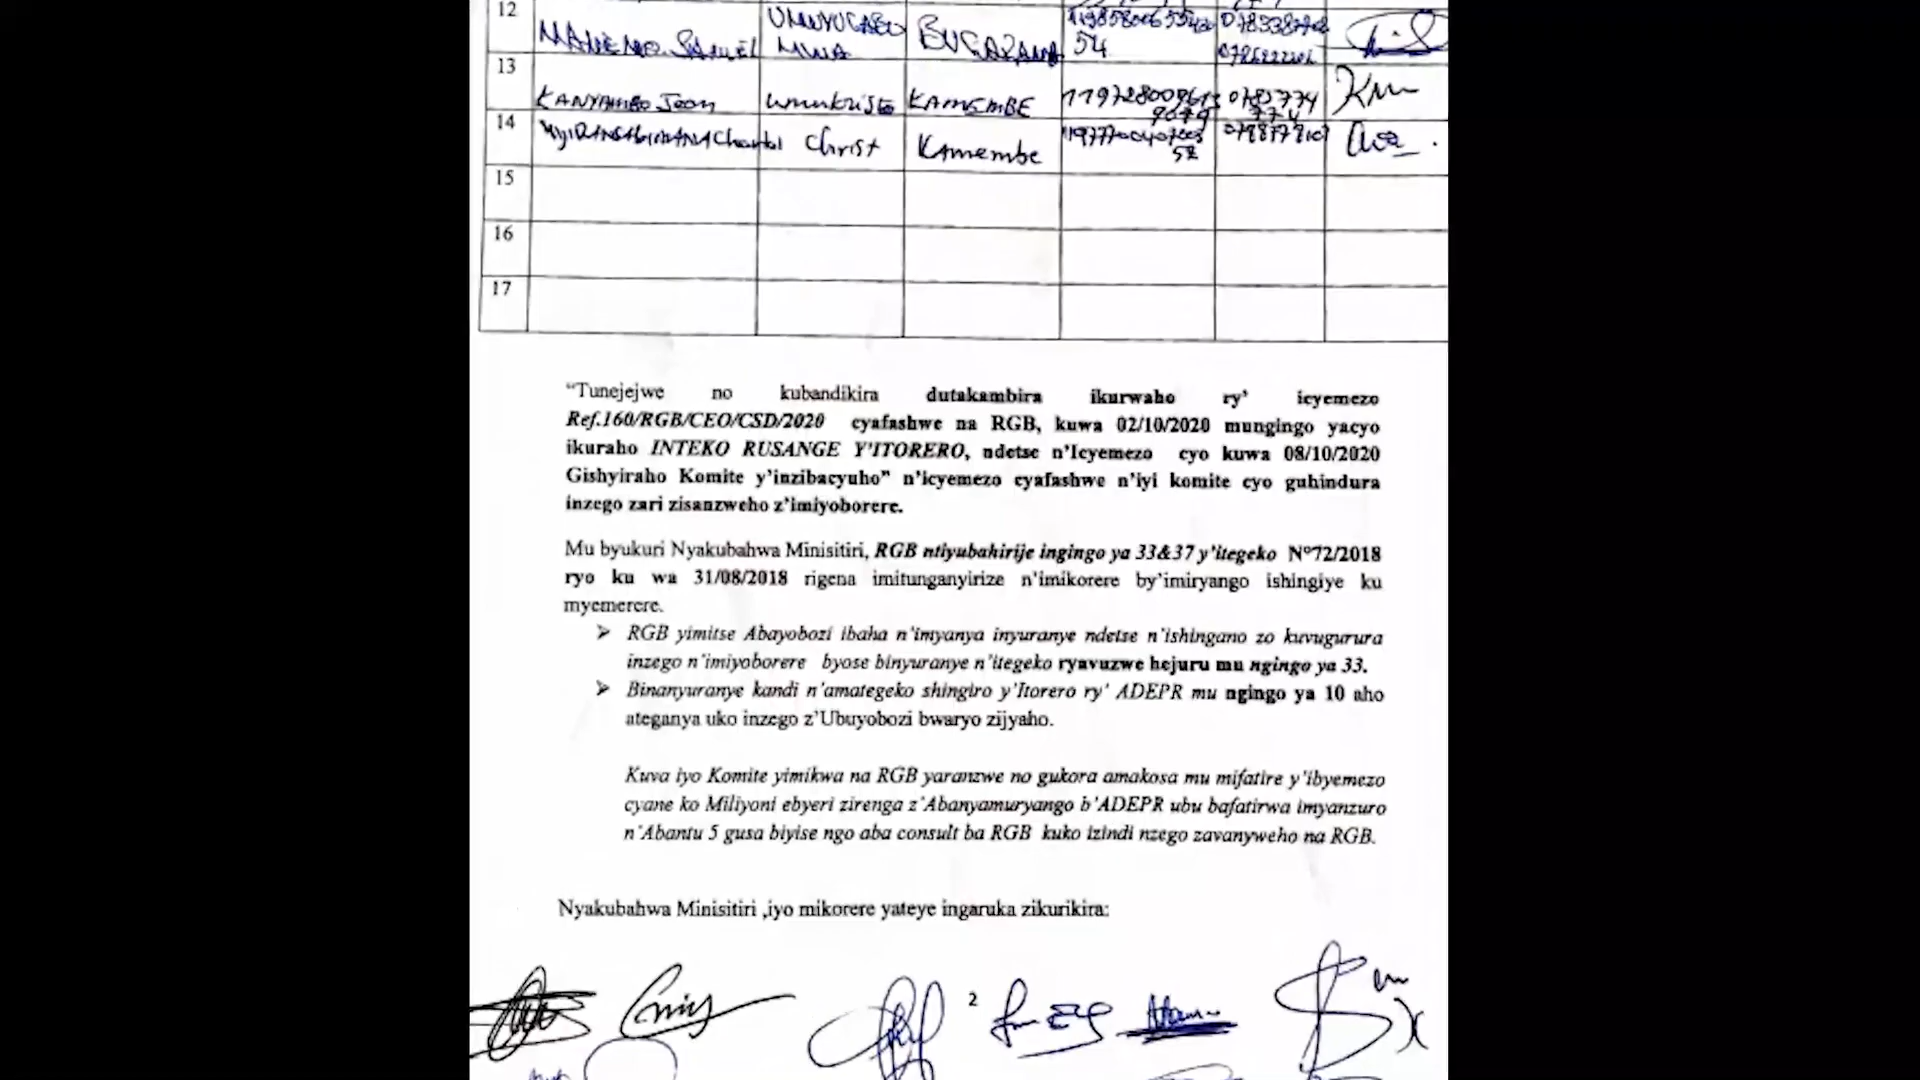 12
UMUYOBOZI
MWA
BUGARAMA
54
13
KANYAMIBO Jean Umukristo KAMEMBE
14
Christ Kamembe
15
16
17
“Tunejejwe no kubandikira dutakambira ikurwaho ry’ icyemezo
Ref.160/RGB/CEO/CSD/2020 cyafashwe na RGB, kuwa 02/10/2020 mungingo yacyo
ikuraho INTEKO RUSANGE Y’ITORERO, ndetse n’Icyemezo cyo kuwa 08/10/2020
Gishyiraho Komite y’inzibacyuho” n’icyemezo cyafashwe n’iyi komite cyo guhindura
inzego zari zisanzweho z’imiyoborere.
Mu byukuri Nyakubahwa Minisitiri, RGB ntiyubahirije ingingo ya 33&37 y’itegeko N°72/2018
ryo ku wa 31/08/2018 rigena imitunganyirize n’imikorere by’imiryango ishingiye ku
myemerere.
➢ RGB yimitse Abayobozi ibaha n’imyanya inyuranye ndetse n’ishingano zo kuvugurura
inzego n’imiyoborere byose binyuranye n’itegeko ryavuzwe hejuru mu ngingo ya 33.
➢ Binanyuranye kandi n’amategeko shingiro y’Itorero ry’ ADEPR mu ngingo ya 10 aho
ateganya uko inzego z’Ubuyobozi bwaryo zijyaho.
Kuva iyo Komite yimikwa na RGB yaranzwe no gukora amakosa mu mifatire y’ibyemezo
cyane ko Miliyoni ebyeri zirenga z’Abanyamuryango b’ADEPR ubu bafatirwa imyanzuro
n’Abantu 5 gusa biyise ngo aba consult ba RGB kuko izindi nzego zavanyweho na RGB.
Nyakubahwa Minisitiri ,iyo mikorere yateye ingaruka zikurikira:
2